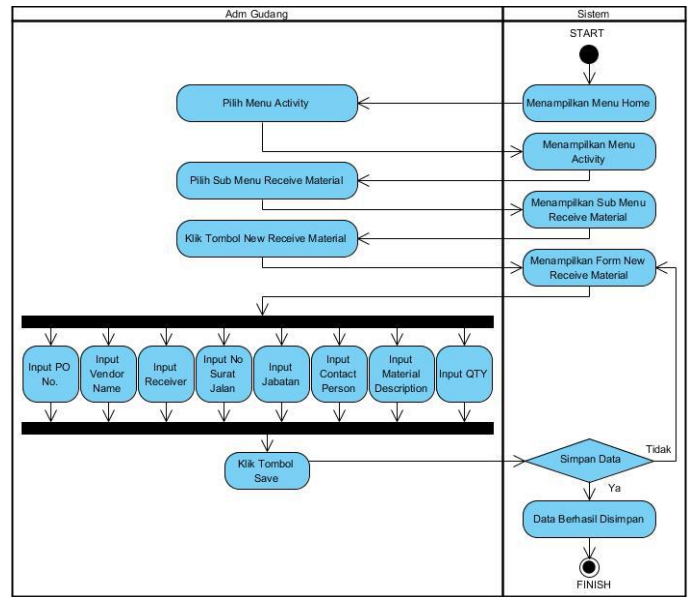 Adm Gudang
Sistem
START
Pilih Menu Activity
Menampilkan Menu Home
Menampilkan Menu
Activity
Pilih Sub Menu Receive Material
Menampilkan Sub Menu
Receive Material
Klik Tombol New Receive Material
Menampilkan Form New
Receive Material
Input PO
No.
Input
Vendor
Name
Input
Receiver
Input No
Surat
Jalan
Input
Jabatan
Input
Contact
Person
Input
Material
Description
Input QTY
Klik Tombol
Save
Simpan Data
Tidak
Ya
Data Berhasil Disimpan
FINISH